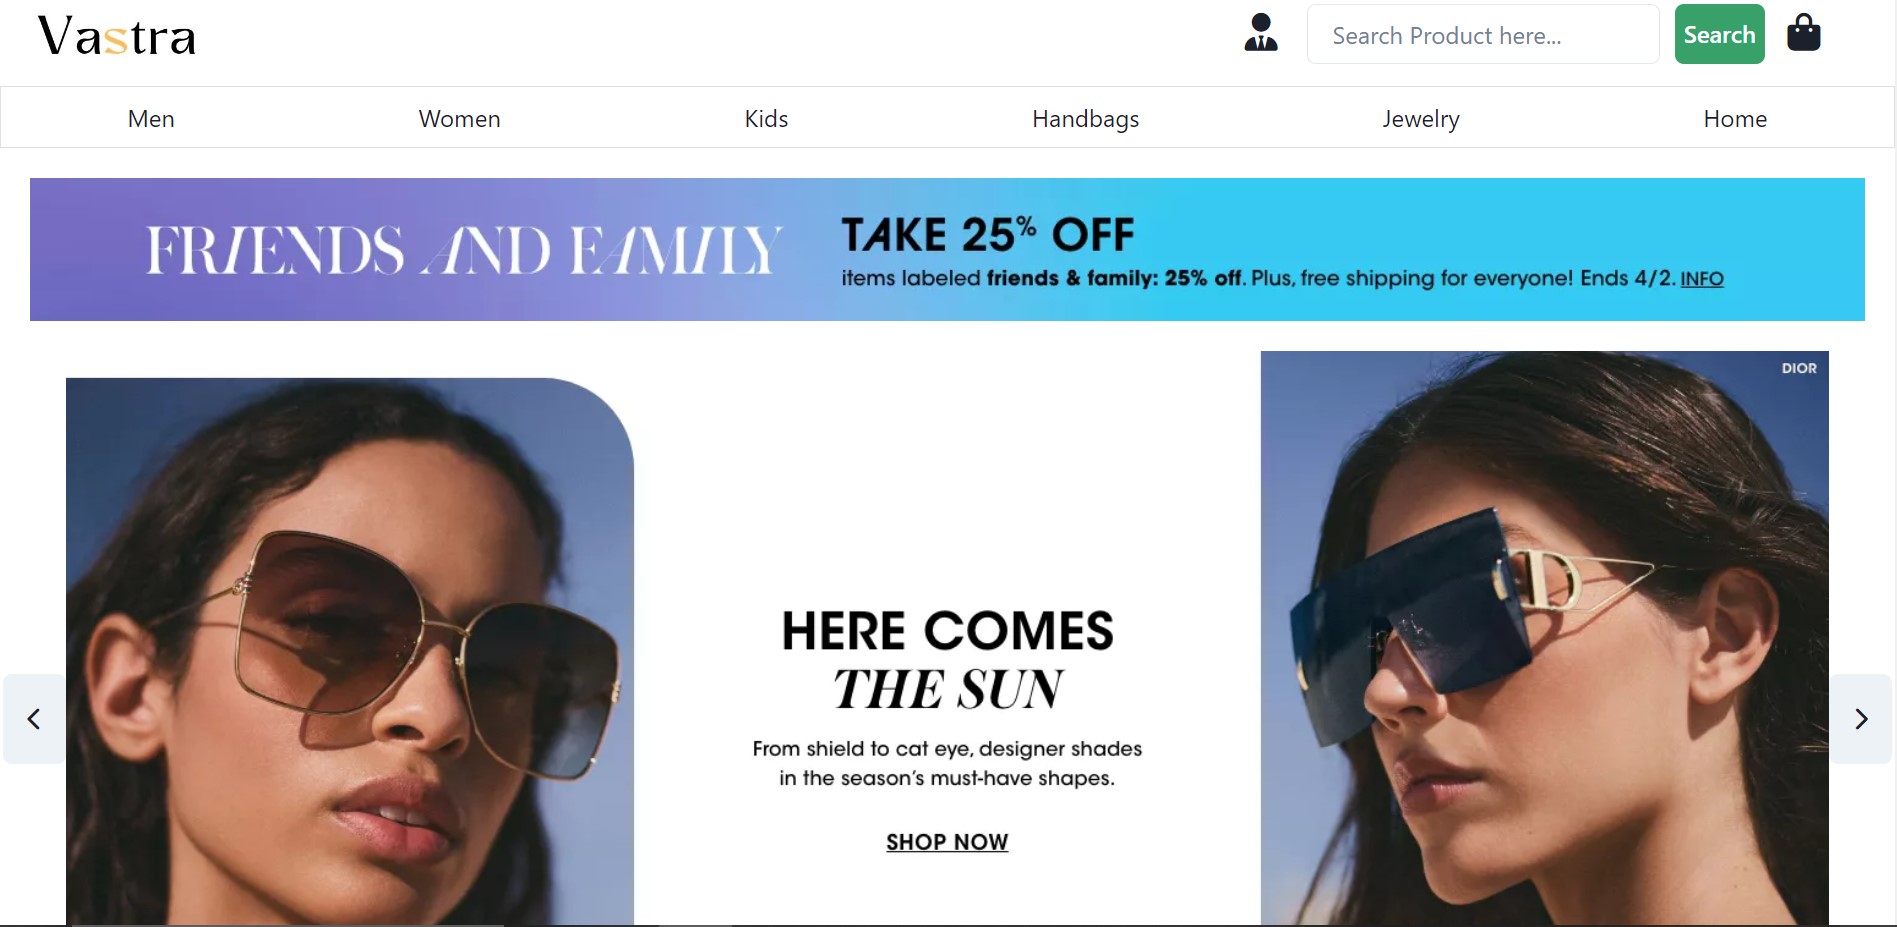 Vastra
Search Product here...
Search
Men Women Kids Handbags Jewelry Home
FRIENDS AND FAMILY
TAKE 25% OFF
items labeled friends & family: 25% off. Plus, free shipping for everyone! Ends 4/2. INFO
DIOR
HERE COMES
THE SUN
From shield to cat eye, designer shades
in the season's must-have shapes.
SHOP NOW